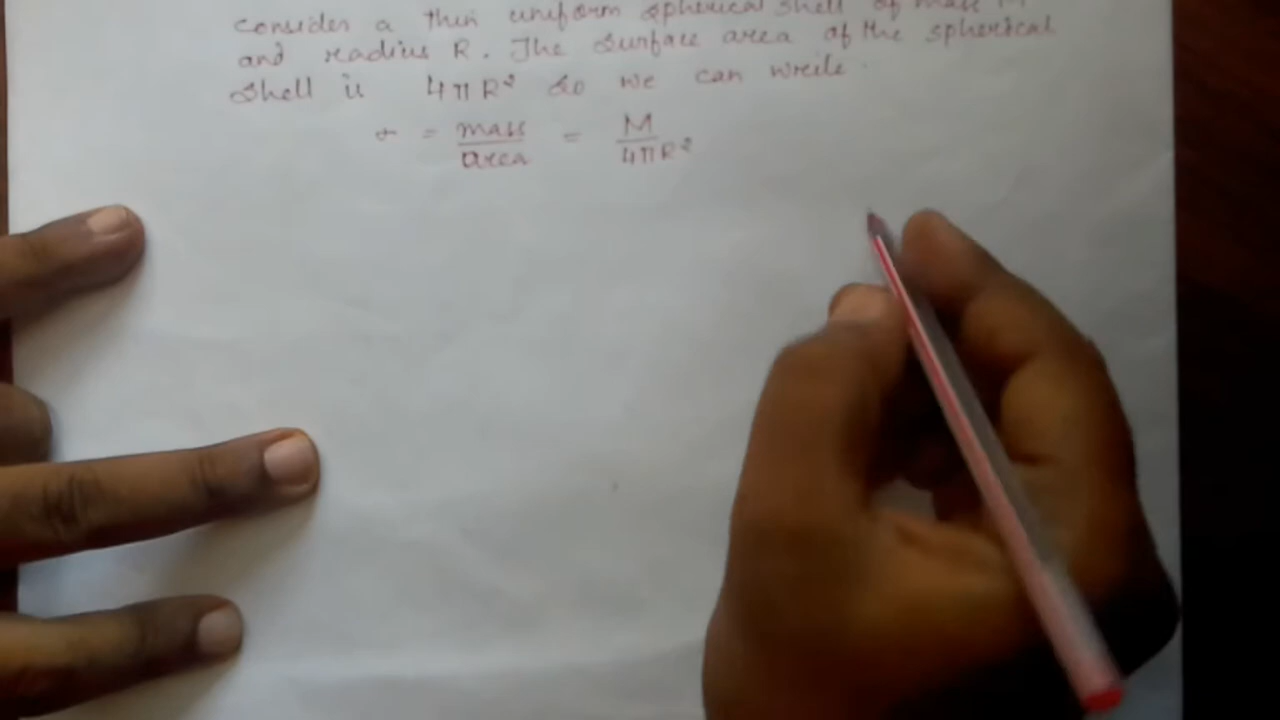 consider a thin uniform spherical shell of mass M
and radius R. The surface area of the spherical
shell is 4πR² so we can write
σ = mass/area = M/4πR²